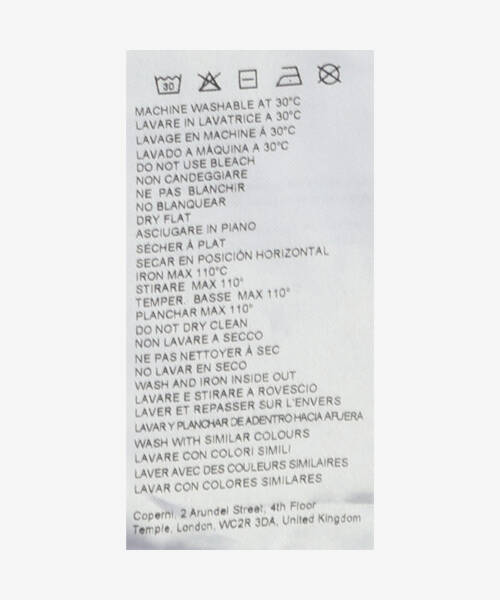 30
MACHINE WASHABLE AT 30°C
LAVARE IN LAVATRICE A 30°C
LAVAGE EN MACHINE À 30°C
LAVADO A MÁQUINA A 30°C
DO NOT USE BLEACH
NON CANDEGGIARE
NE PAS BLANCHIR
NO BLANQUEAR
DRY FLAT
ASCIUGARE IN PIANO
SÉCHER À PLAT
SECAR EN POSICIÓN HORIZONTAL
IRON MAX 110°C
STIRARE MAX 110°
TEMPER. BASSE MAX 110°
PLANCHAR MAX 110°
DO NOT DRY CLEAN
NON LAVARE A SECCO
NE PAS NETTOYER À SEC
NO LAVAR EN SECO
WASH AND IRON INSIDE OUT
LAVARE E STIRARE A ROVESCIO
LAVER ET REPASSER SUR L'ENVERS
LAVAR Y PLANCHAR DE ADENTRO HACIA AFUERA
WASH WITH SIMILAR COLOURS
LAVARE CON COLORI SIMILI
LAVER AVEC DES COULEURS SIMILAIRES
LAVAR CON COLORES SIMILARES
Coperni, 2 Arundel Street, 4th Floor
Temple, London, WC2R 3DA, United Kingdom